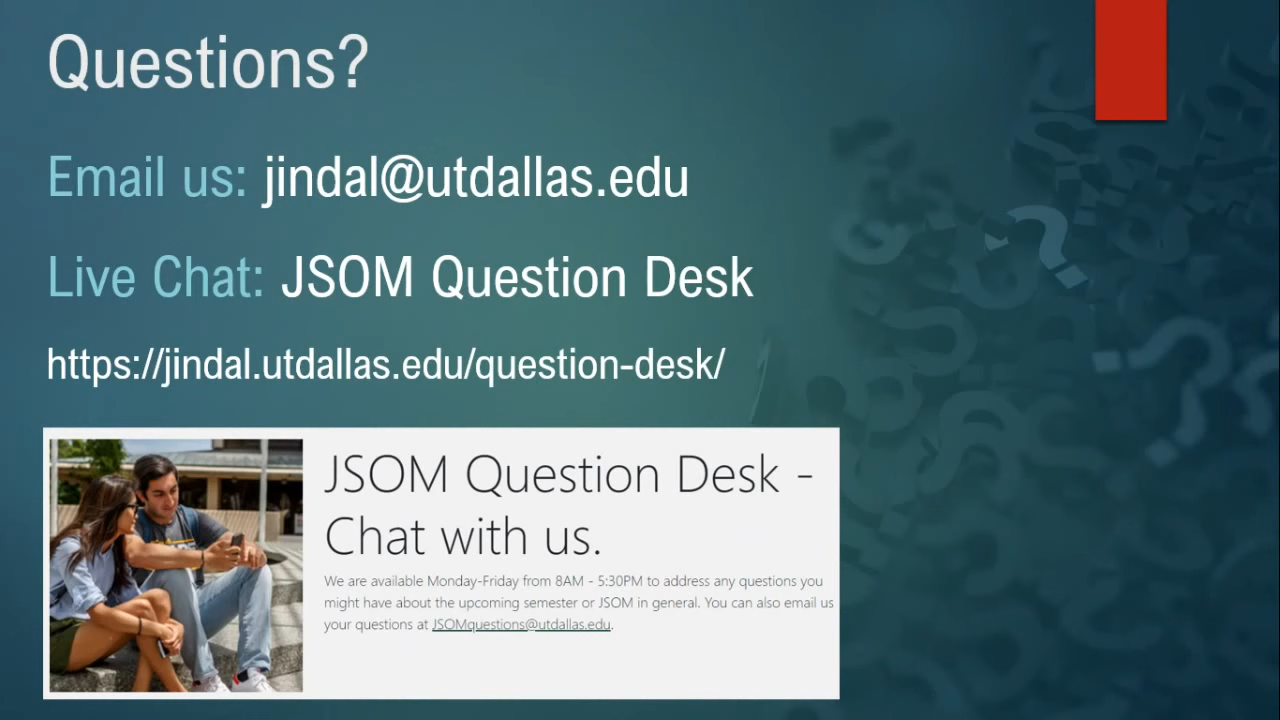 Questions?
Email us: jindal@utdallas.edu
Live Chat: JSOM Question Desk
https://jindal.utdallas.edu/question-desk/
JSOM Question Desk -
Chat with us.
We are available Monday-Friday from 8AM - 5:30PM to address any questions you
might have about the upcoming semester or JSOM in general. You can also email us
your questions at JSOMquestions@utdallas.edu.